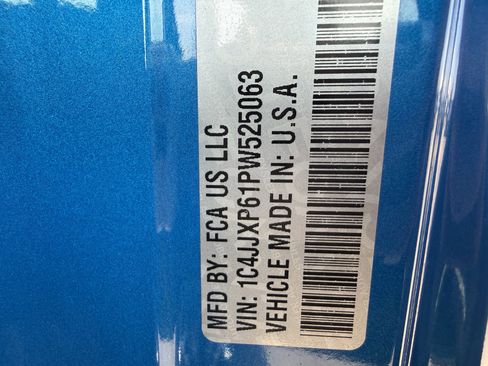 MFD BY: FCA US LLC
VIN: 1C4JJXP61PW525063
VEHICLE MADE IN: U.S.A.